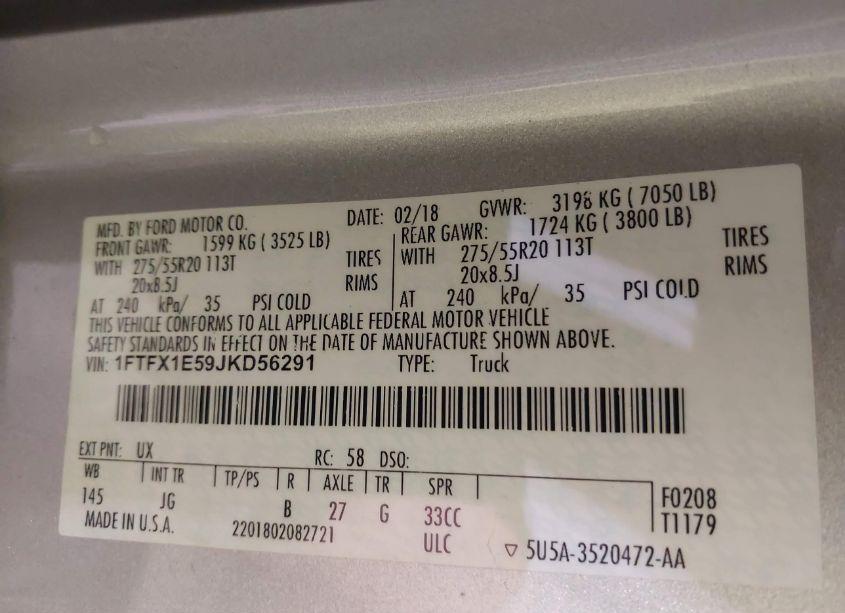 MFD. BY FORD MOTOR CO. DATE: 02/18 GVWR: 3198 KG ( 7050 LB)
FRONT GAWR: 1599 KG ( 3525 LB) REAR GAWR: 1724 KG ( 3800 LB)
WITH 275/55R20 113T TIRES WITH 275/55R20 113T TIRES
20x8.5J RIMS 20x8.5J RIMS
AT 240 kPa/ 35 PSI COLD AT 240 kPa/ 35 PSI COLD
THIS VEHICLE CONFORMS TO ALL APPLICABLE FEDERAL MOTOR VEHICLE
SAFETY STANDARDS IN EFFECT ON THE DATE OF MANUFACTURE SHOWN ABOVE.
VIN: 1FTFX1E59JKD56291 TYPE: Truck
EXT PNT: UX RC: 58 DSO:
WB INT TR TP/PS R AXLE TR SPR
145 JG B 27 G 33CC F0208
MADE IN U.S.A. 2201802082721 ULC T1179
▽ 5U5A-3520472-AA